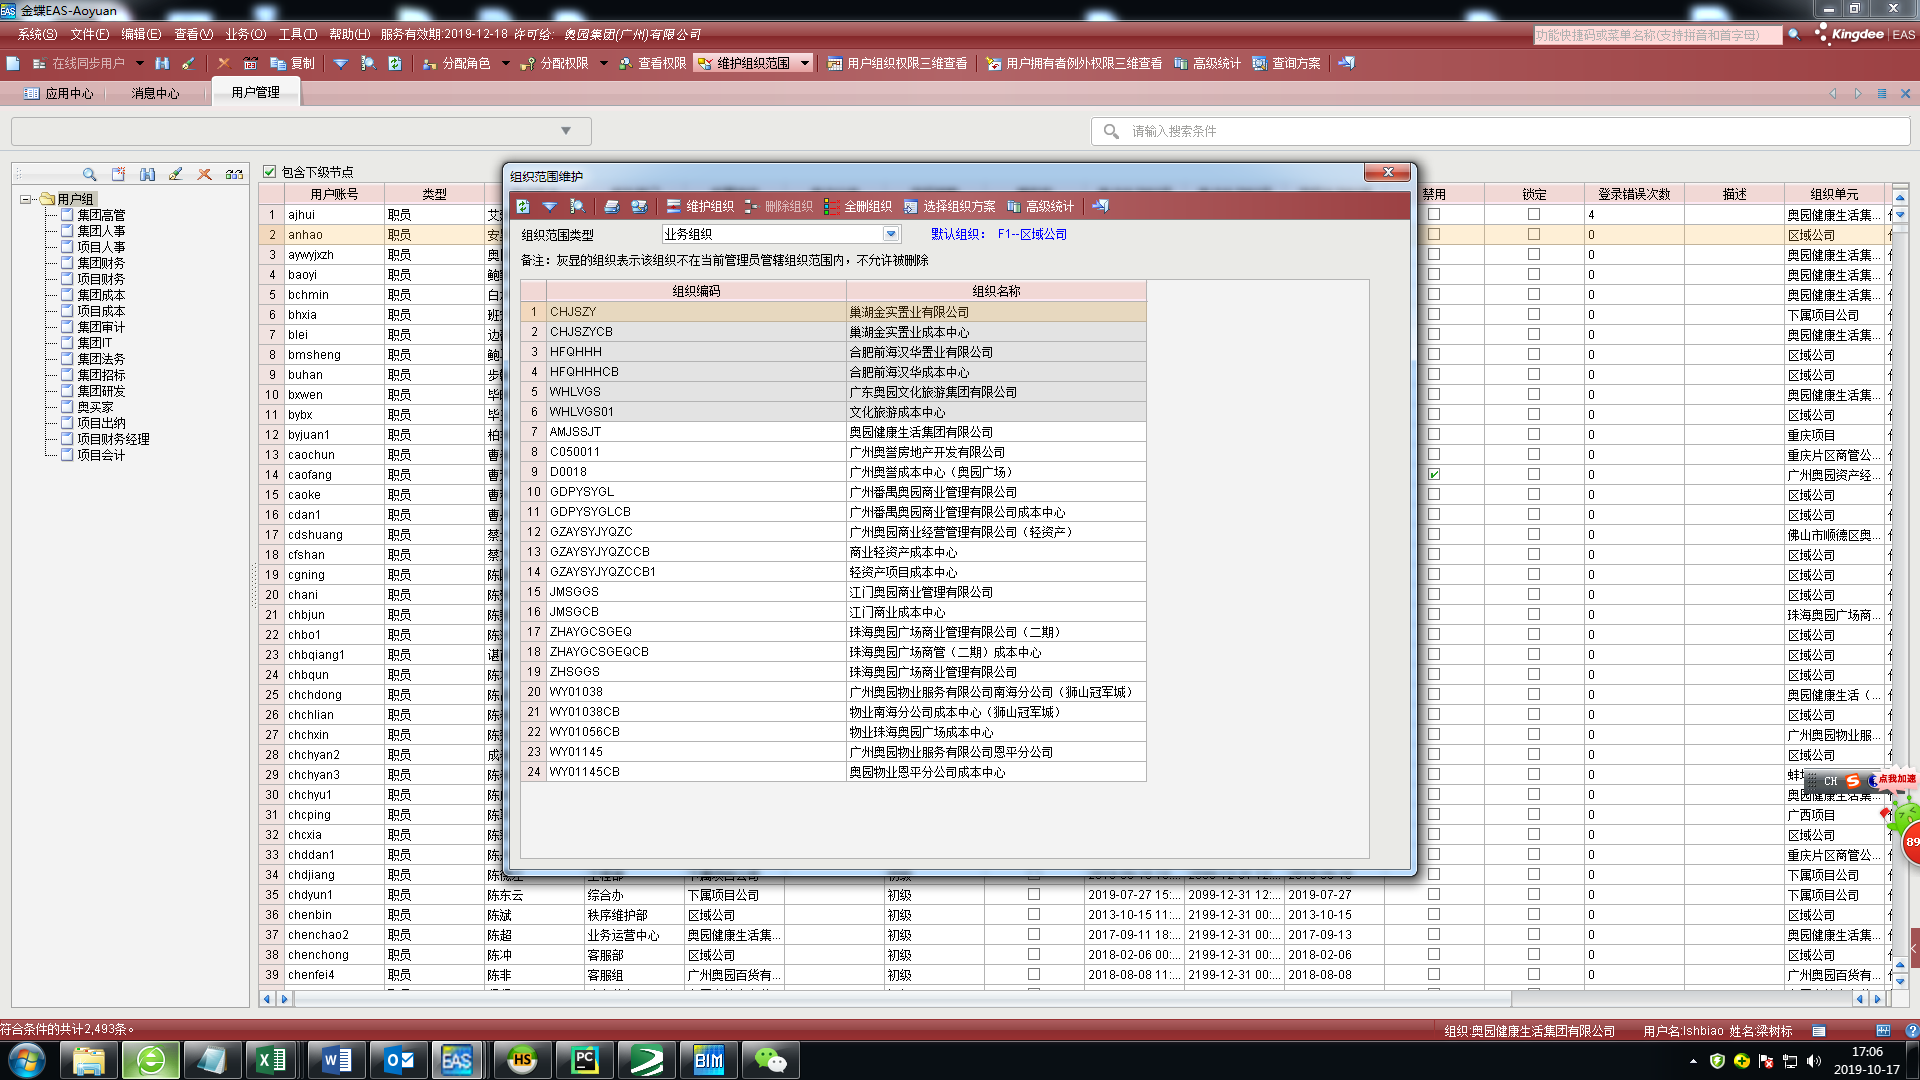 金蝶EAS-Aoyuan
系统(S) 文件(F) 编辑(E) 查看(V) 业务(O) 工具(T) 帮助(H) 服务有效期:2019-12-18 许可给: 奥园集团(广州)有限公司
功能快捷码或菜单名称(支持拼音和首字母) Kingdee EAS
在线同步用户 复制 分配角色 分配权限 查看权限 维护组织范围 用户组织权限三维查看 用户拥有者例外权限三维查看 高级统计 查询方案
应用中心 消息中心 用户管理
请输入搜索条件
包含下级节点
用户组
集团高管
集团人事
项目人事
集团财务
项目财务
集团成本
项目成本
集团审计
集团IT
集团法务
集团招标
集团研发
奥买家
项目出纳
项目财务经理
项目会计
用户账号 类型
1 ajhui 职员
2 anhao 职员
3 aywyjxzh 职员
4 baoyi 职员
5 bchmin 职员
6 bhxia 职员
7 blei 职员
8 bmsheng 职员
9 buhan 职员
10 bxwen 职员
11 bybx 职员
12 byjuan1 职员
13 caochun 职员
14 caofang 职员
15 caoke 职员
16 cdan1 职员
17 cdshuang 职员
18 cfshan 职员
19 cgning 职员
20 chani 职员
21 chbjun 职员
22 chbo1 职员
23 chbqiang1 职员
24 chbqun 职员
25 chchdong 职员
26 chchlian 职员
27 chchxin 职员
28 chchyan2 职员
29 chchyan3 职员
30 chchyu1 职员
31 chcping 职员
32 chcxia 职员
33 chddan1 职员
34 chdjiang 职员
35 chdyun1 职员 陈东云 综合办 下属项目公司 初级 2019-07-27 15:... 2099-12-31 12:... 2019-07-27 0 下属项目公司
36 chenbin 职员 陈斌 秩序维护部 区域公司 初级 2013-10-15 11:... 2199-12-31 00:... 2013-10-15 0 区域公司
37 chenchao2 职员 陈超 业务运营中心 奥园健康生活集... 初级 2017-09-11 18:... 2199-12-31 00:... 2017-09-13 0 奥园健康生活集...
38 chenchong 职员 陈冲 客服部 区域公司 初级 2018-02-06 00:... 2199-12-31 00:... 2018-02-06 0 区域公司
39 chenfei4 职员 陈非 客服组 广州奥园百货有... 初级 2018-08-08 11:... 2199-12-31 00:... 2018-08-08 0 广州奥园百货有...
组织范围维护
维护组织 删除组织 全删组织 选择组织方案 高级统计
组织范围类型 业务组织 默认组织: F1--区域公司
备注:灰显的组织表示该组织不在当前管理员管辖组织范围内,不允许被删除
组织编码 组织名称
1 CHJSZY 巢湖金实置业有限公司
2 CHJSZYCB 巢湖金实置业成本中心
3 HFQHHH 合肥前海汉华置业有限公司
4 HFQHHHCB 合肥前海汉华成本中心
5 WHLVGS 广东奥园文化旅游集团有限公司
6 WHLVGS01 文化旅游成本中心
7 AMJSSJT 奥园健康生活集团有限公司
8 C050011 广州奥誉房地产开发有限公司
9 D0018 广州奥誉成本中心(奥园广场)
10 GDPYSYGL 广州番禺奥园商业管理有限公司
11 GDPYSYGLCB 广州番禺奥园商业管理有限公司成本中心
12 GZAYSYJYQZC 广州奥园商业经营管理有限公司(轻资产)
13 GZAYSYJYQZCCB 商业轻资产成本中心
14 GZAYSYJYQZCCB1 轻资产项目成本中心
15 JMSGGS 江门奥园商业管理有限公司
16 JMSGCB 江门商业成本中心
17 ZHAYGCSGEQ 珠海奥园广场商业管理有限公司(二期)
18 ZHAYGCSGEQCB 珠海奥园广场商管(二期)成本中心
19 ZHSGGS 珠海奥园广场商业管理有限公司
20 WY01038 广州奥园物业服务有限公司南海分公司(狮山冠军城)
21 WY01038CB 物业南海分公司成本中心(狮山冠军城)
22 WY01056CB 物业珠海奥园广场成本中心
23 WY01145 广州奥园物业服务有限公司恩平分公司
24 WY01145CB 奥园物业恩平分公司成本中心
禁用 锁定 登录错误次数 描述 组织单元
4 奥园健康生活集...
0 区域公司
0 奥园健康生活集...
0 奥园健康生活集...
0 奥园健康生活集...
0 下属项目公司
0 奥园健康生活集...
0 区域公司
0 区域公司
0 奥园健康生活集...
0 区域公司
0 重庆项目
0 重庆片区商管公...
0 广州奥园资产经...
0 区域公司
0 区域公司
0 佛山市顺德区奥...
0 区域公司
0 区域公司
0 区域公司
0 珠海奥园广场商...
0 区域公司
0 区域公司
0 区域公司
0 奥园健康生活(...
0 区域公司
0 广州奥园物业服...
0 区域公司
0
0 奥园健康生活集...
0 广西项目
0 区域公司
0 重庆片区商管公...
0 下属项目公司
CH 点我加速
89
符合条件的共计2,493条。
组织:奥园健康生活集团有限公司 用户名:lshbiao 姓名:梁树标
EAS HS PC BIM
17:06
2019-10-17